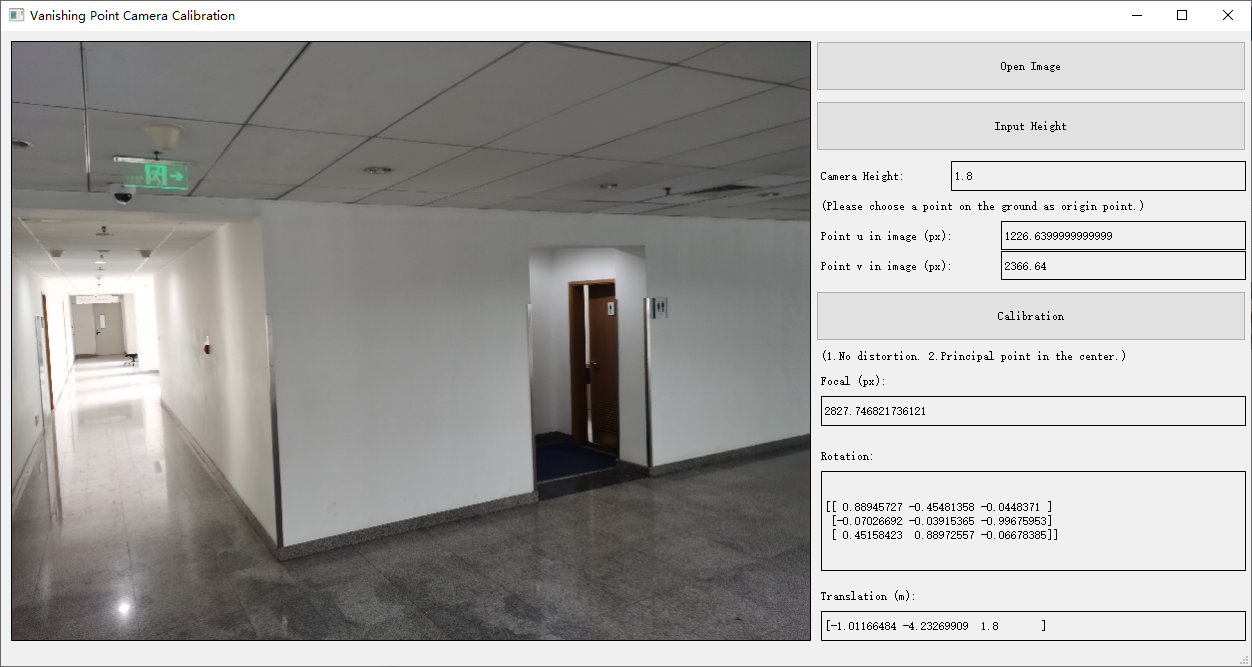 Vanishing Point Camera Calibration
Open Image
Input Height
Camera Height:
1.8
(Please choose a point on the ground as origin point.)
Point u in image (px):
1226.6399999999999
Point v in image (px):
2366.64
Calibration
(1.No distortion. 2.Principal point in the center.)
Focal (px):
2827.746821736121
Rotation:
[[ 0.88945727 -0.45481358 -0.0448371 ]
[-0.07026692 -0.03915365 -0.99675953]
[ 0.45158423  0.88972557 -0.06678385]]
Translation (m):
[-1.01166484 -4.23269909  1.8       ]